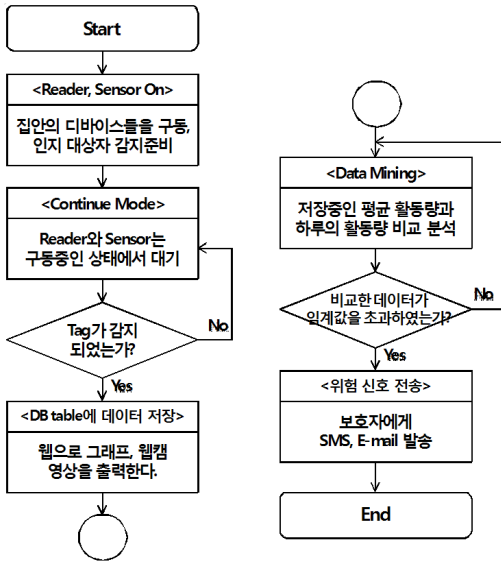 Start
<Reader, Sensor On>
집안의 디바이스들을 구동,
인지 대상자 감지준비
<Continue Mode>
Reader와 Sensor는
구동중인 상태에서 대기
Tag가 감지
되었는가?
No
Yes
<DB table에 데이터 저장>
웹으로 그래프, 웹캠
영상을 출력한다.
<Data Mining>
저장중인 평균 활동량과
하루의 활동량 비교 분석
비교한 데이터가
임계값을 초과하였는가?
No
Yes
<위험 신호 전송>
보호자에게
SMS, E-mail 발송
End